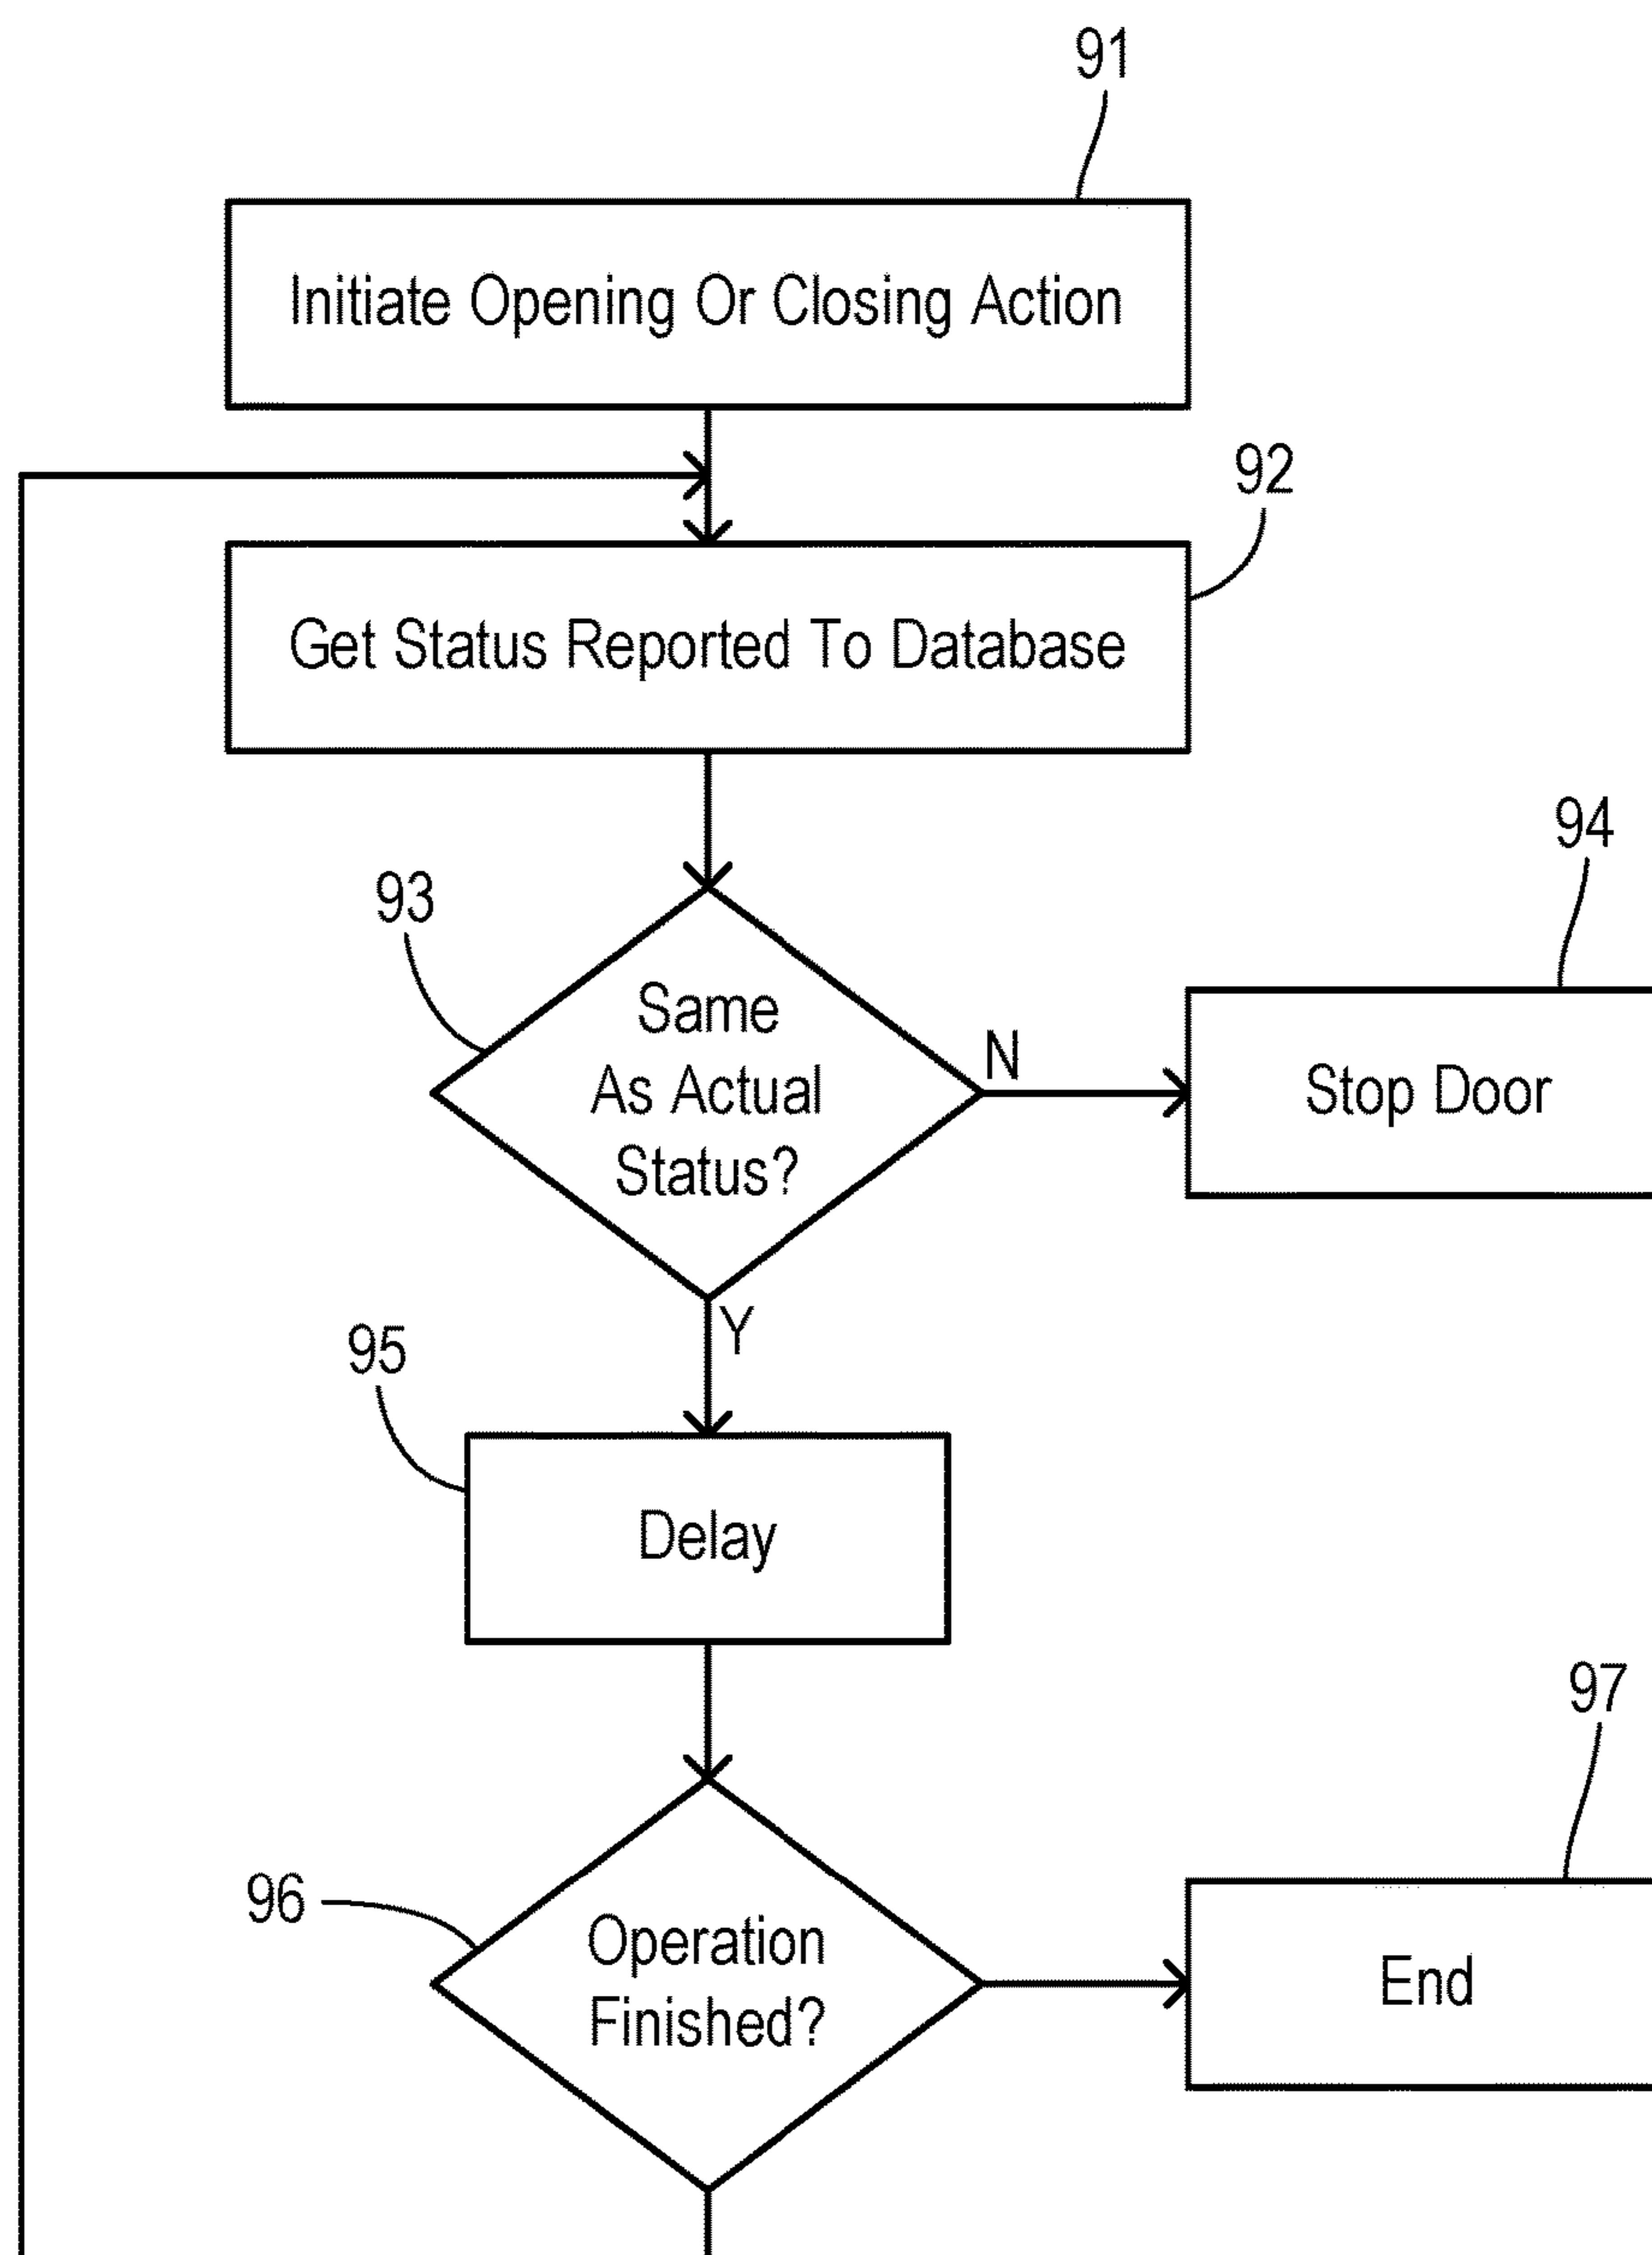 91
Initiate Opening Or Closing Action
92
Get Status Reported To Database
93
94
Same
As Actual
Status?
N
Stop Door
Y
95
Delay
97
96
Operation
Finished?
End